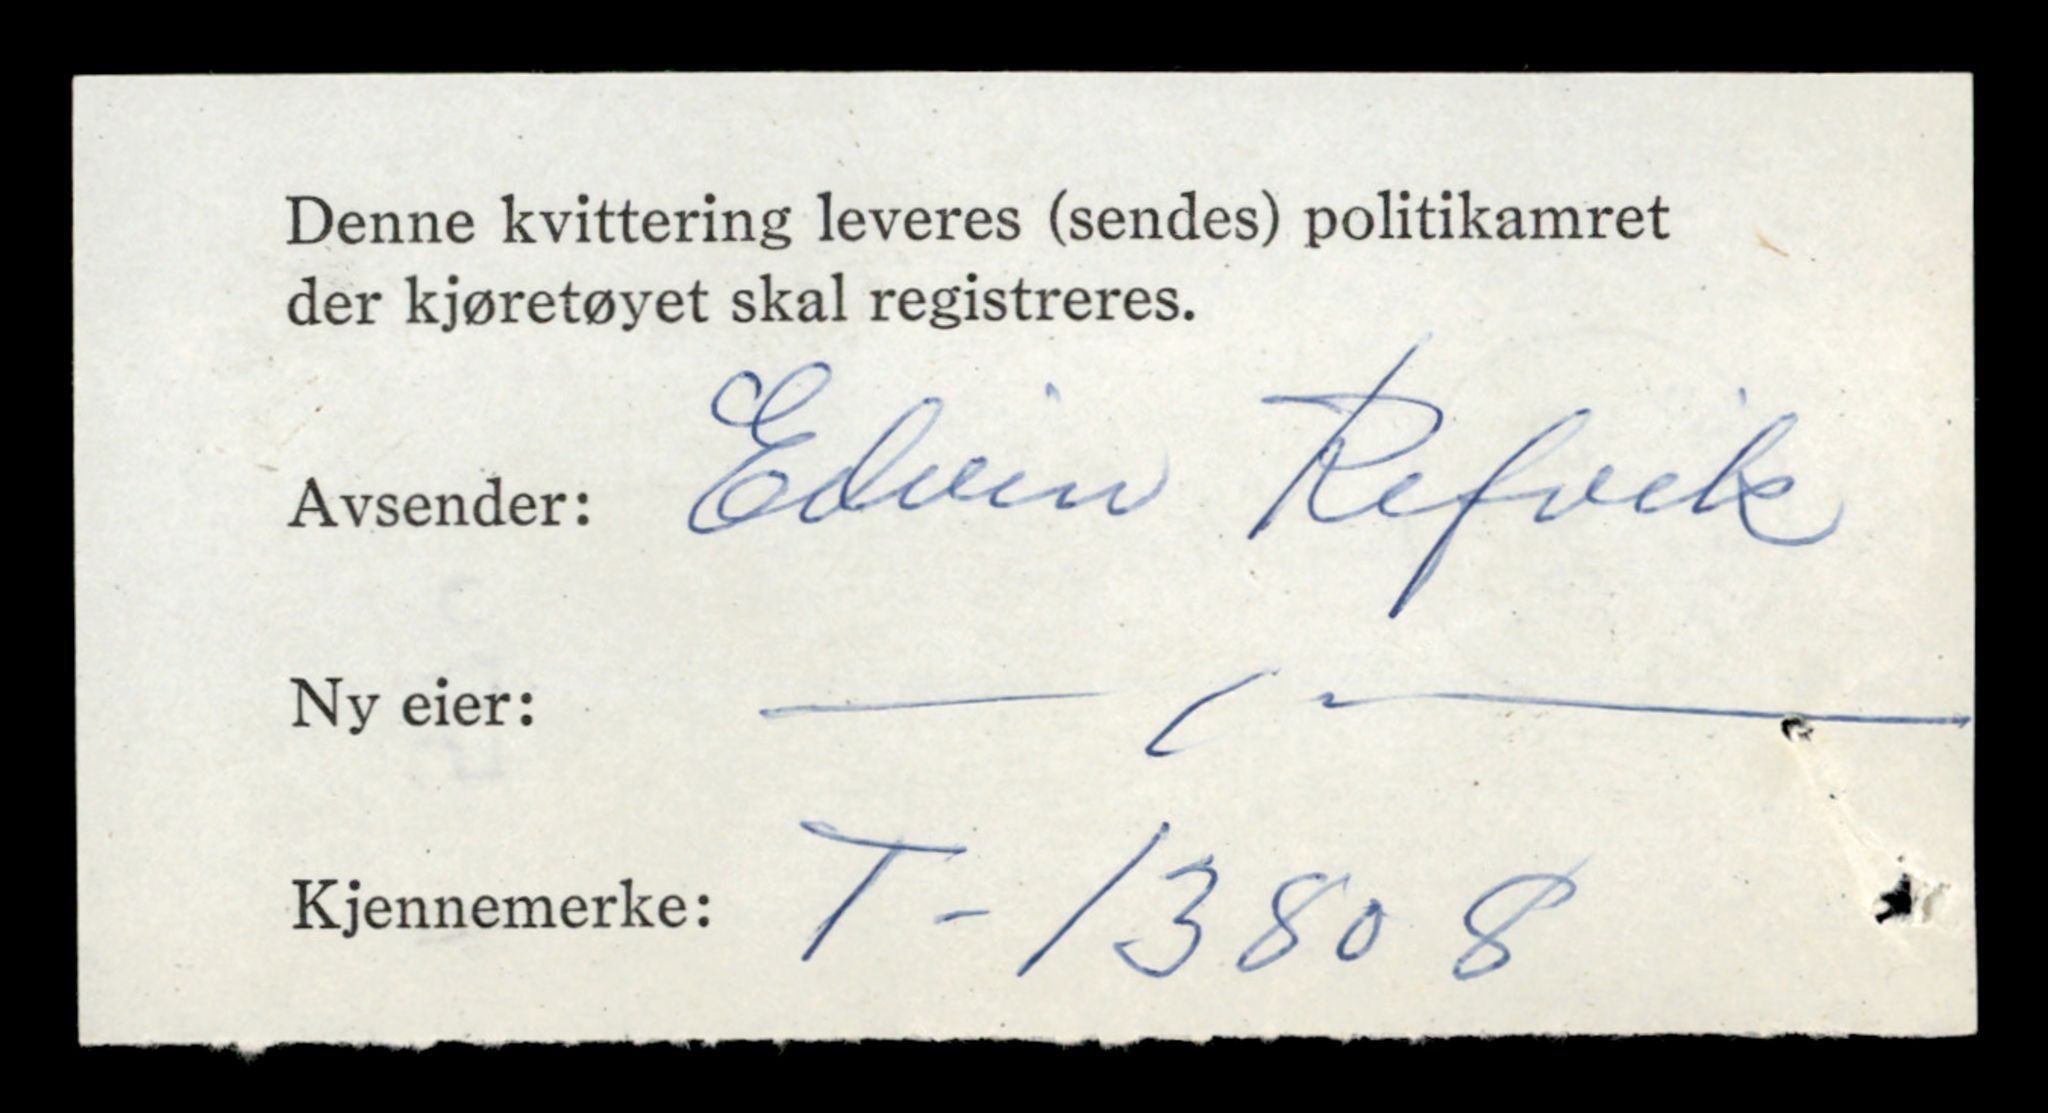 Denne kvittering leveres (sendes) politikamret
der kjøretøyet skal registreres.
Avsender: Edvin Refvik
Ny eier: — / —
Kjennemerke: T-13808